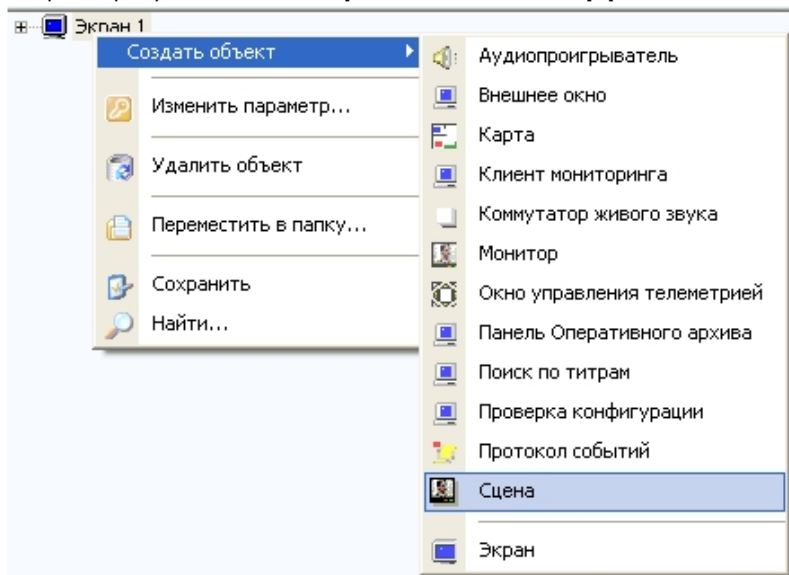 Экран 1
Создать объект
Изменить параметр...
Удалить объект
Переместить в папку...
Сохранить
Найти...
Аудиопроигрыватель
Внешнее окно
Карта
Клиент мониторинга
Коммутатор живого звука
Монитор
Окно управления телеметрией
Панель Оперативного архива
Поиск по титрам
Проверка конфигурации
Протокол событий
Сцена
Экран